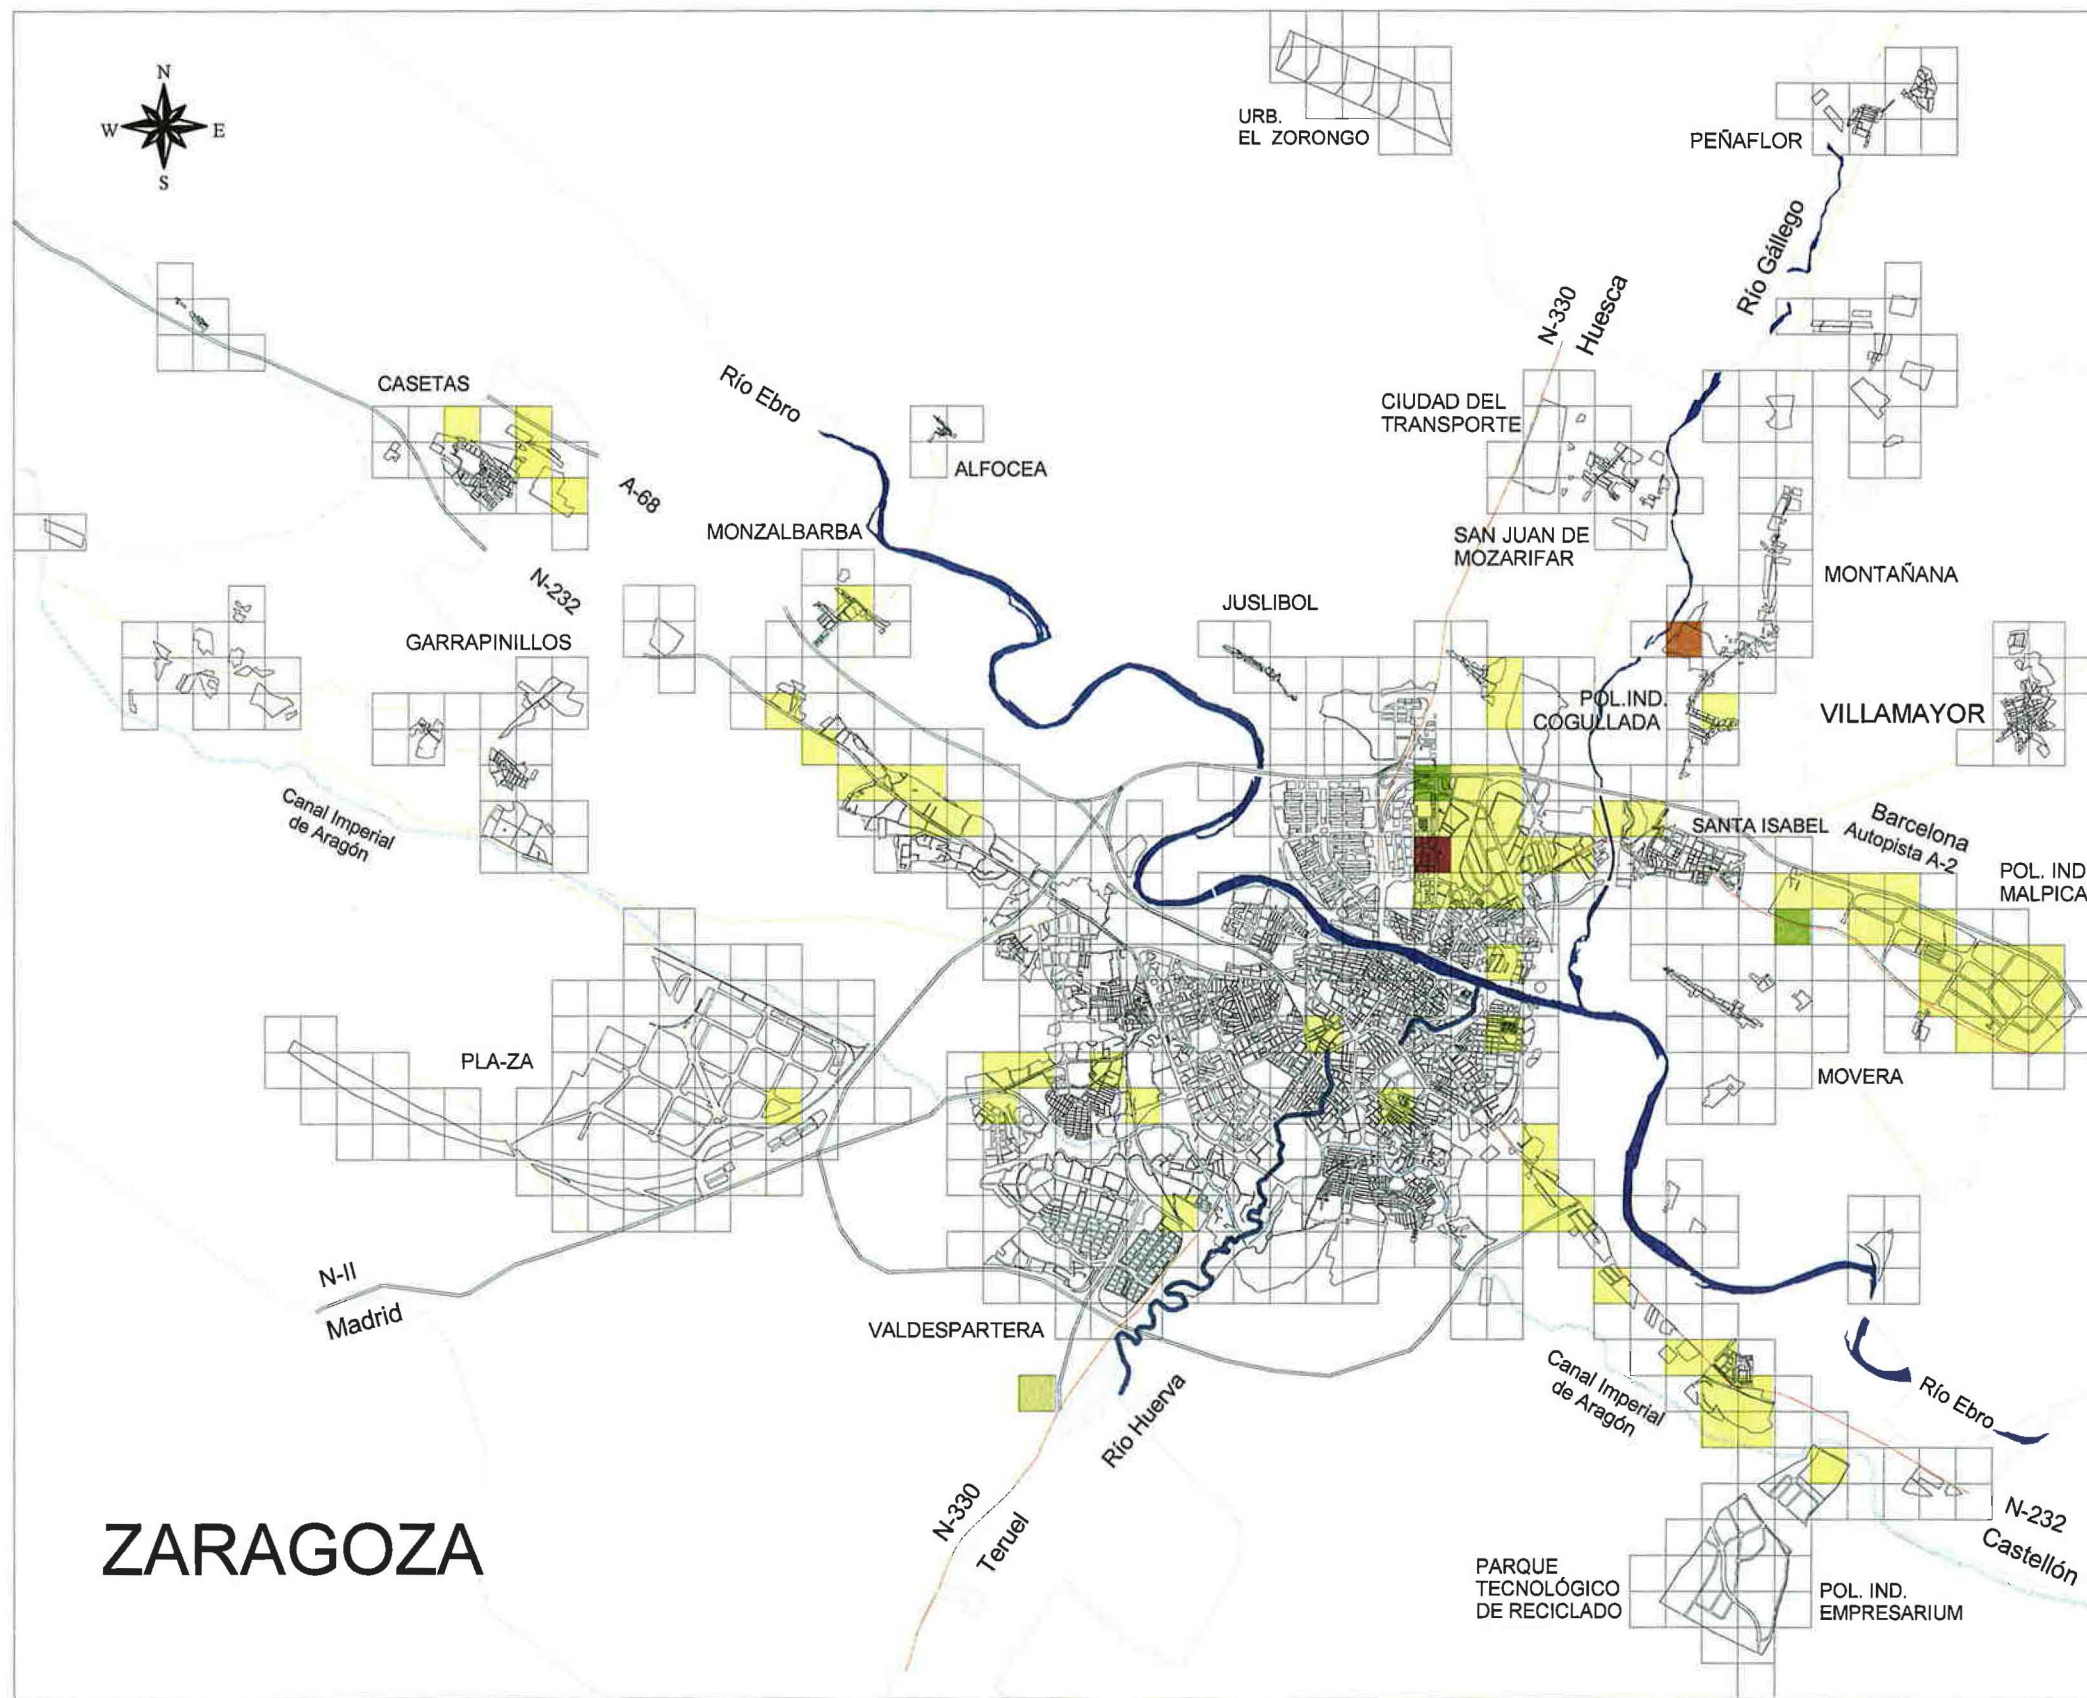 N
W E
S
URB.
EL ZORONGO
PEÑAFLOR
Río Gállego
N-330
Huesca
CASETAS
Río Ebro
CIUDAD DEL
TRANSPORTE
ALFOCEA
A-68
MONZALBARBA
SAN JUAN DE
MOZARIFAR
MONTAÑANA
N-232
JUSLIBOL
GARRAPINILLOS
POL.IND.
COGULLADA
VILLAMAYOR
Canal Imperial
de Aragón
SANTA ISABEL
Barcelona
Autopista A-2
POL. IND
MALPICA
PLA-ZA
MOVERA
N-II
Madrid
VALDESPARTERA
Río Huerva
Canal Imperial
de Aragón
Río Ebro
N-330
Teruel
N-232
Castellón
ZARAGOZA
PARQUE
TECNOLÓGICO
DE RECICLADO
POL. IND.
EMPRESARIUM